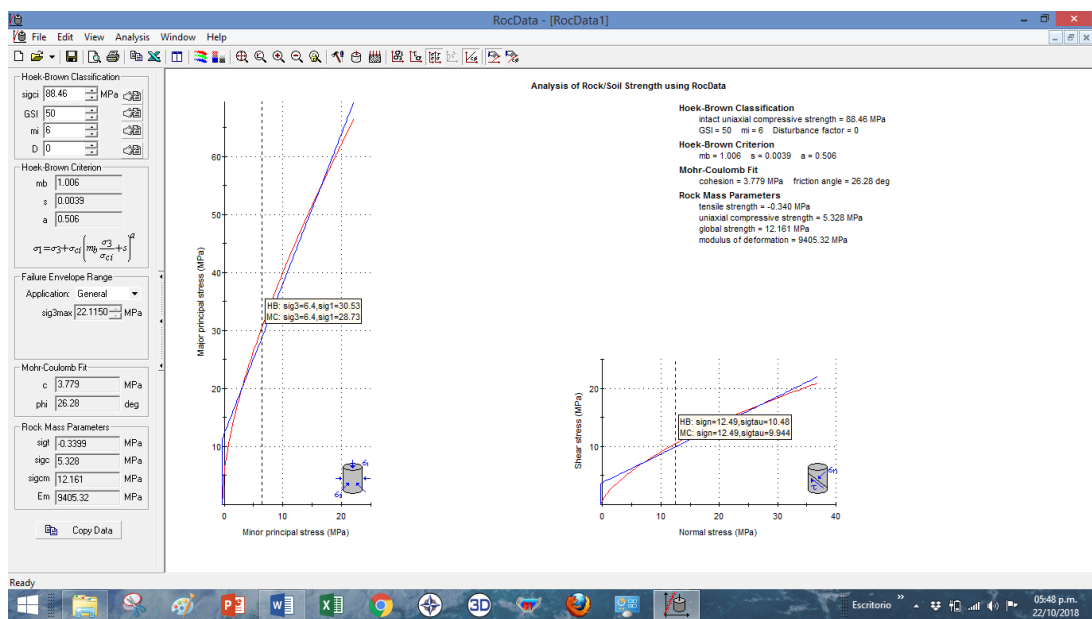 RocData - [RocData1]
File Edit View Analysis Window Help
Hoek-Brown Classification
sigci 88.46 MPa
GSI 50
mi 6
D 0
Hoek-Brown Criterion
mb 1.006
s 0.0039
a 0.506
σ1=σ3+σci(mb σ3/σci+s)^a
Failure Envelope Range
Application: General
sig3max 22.1150 MPa
Mohr-Coulomb Fit
c 3.779 MPa
phi 26.28 deg
Rock Mass Parameters
sigt -0.3399 MPa
sigc 5.328 MPa
sigcm 12.161 MPa
Em 9405.32 MPa
Copy Data
Analysis of Rock/Soil Strength using RocData
Hoek-Brown Classification
intact uniaxial compressive strength = 88.46 MPa
GSI = 50 mi = 6 Disturbance factor = 0
Hoek-Brown Criterion
mb = 1.006 s = 0.0039 a = 0.506
Mohr-Coulomb Fit
cohesion = 3.779 MPa friction angle = 26.28 deg
Rock Mass Parameters
tensile strength = -0.340 MPa
uniaxial compressive strength = 5.328 MPa
global strength = 12.161 MPa
modulus of deformation = 9405.32 MPa
Major principal stress (MPa)
60
50
40
30
20
10
HB: sig3=6.4,sig1=30.53
MC: sig3=6.4,sig1=28.73
σ1
σ3
0 10 20
Minor principal stress (MPa)
Shear stress (MPa)
20
10
HB: sign=12.49,sigtau=10.48
MC: sign=12.49,sigtau=9.944
σn
τ
0 10 20 30 40
Normal stress (MPa)
Ready
3D
Escritorio
05:48 p.m.
22/10/2018